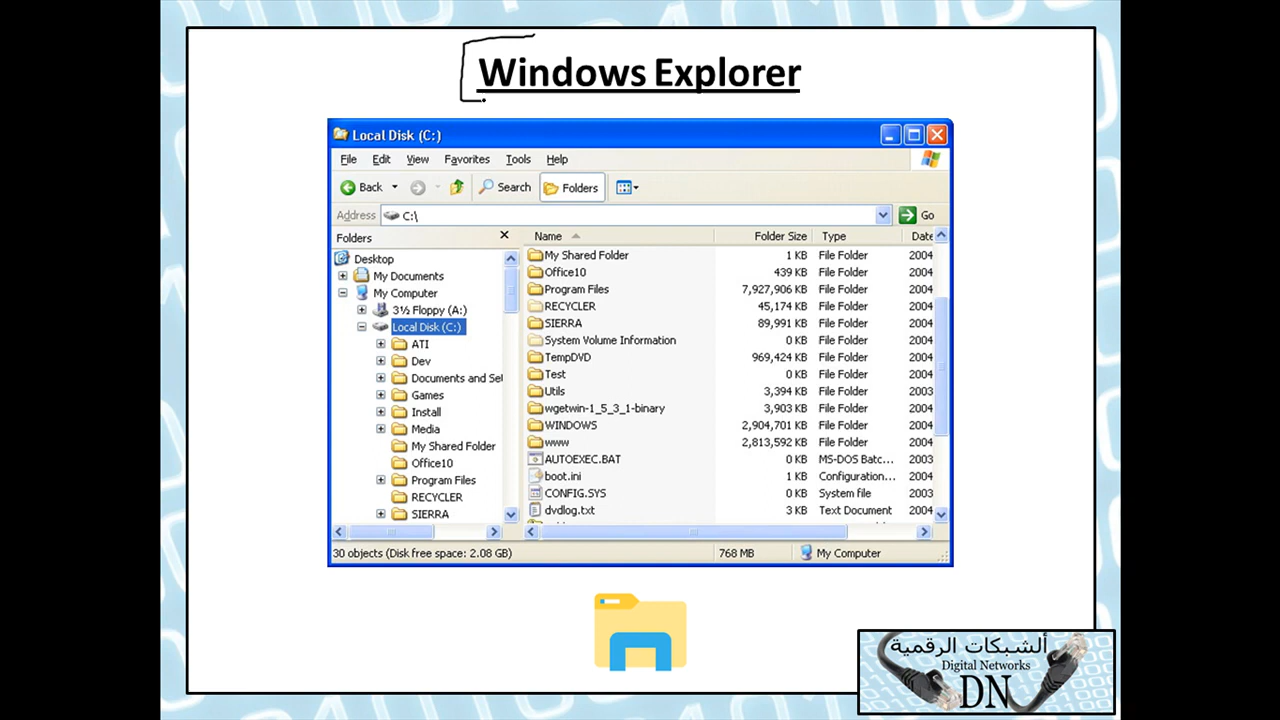 Windows Explorer
Local Disk (C:)
File Edit View Favorites Tools Help
Back Search Folders
Address C:\ Go
Folders
Desktop
My Documents
My Computer
3½ Floppy (A:)
Local Disk (C:)
ATI
Dev
Documents and Set
Games
Install
Media
My Shared Folder
Office10
Program Files
RECYCLER
SIERRA
Name Folder Size Type Date
My Shared Folder 1 KB File Folder 2004
Office10 439 KB File Folder 2004
Program Files 7,927,906 KB File Folder 2004
RECYCLER 45,174 KB File Folder 2004
SIERRA 89,991 KB File Folder 2004
System Volume Information 0 KB File Folder 2004
TempDVD 969,424 KB File Folder 2004
Test 0 KB File Folder 2004
Utils 3,394 KB File Folder 2003
wgetwin-1_5_3_1-binary 3,903 KB File Folder 2004
WINDOWS 2,904,701 KB File Folder 2004
www 2,813,592 KB File Folder 2004
AUTOEXEC.BAT 0 KB MS-DOS Batc... 2003
boot.ini 1 KB Configuration... 2004
CONFIG.SYS 0 KB System file 2003
dvdlog.txt 3 KB Text Document 2004
30 objects (Disk free space: 2.08 GB) 768 MB My Computer
ألشبكات الرقمية
Digital Networks
DN